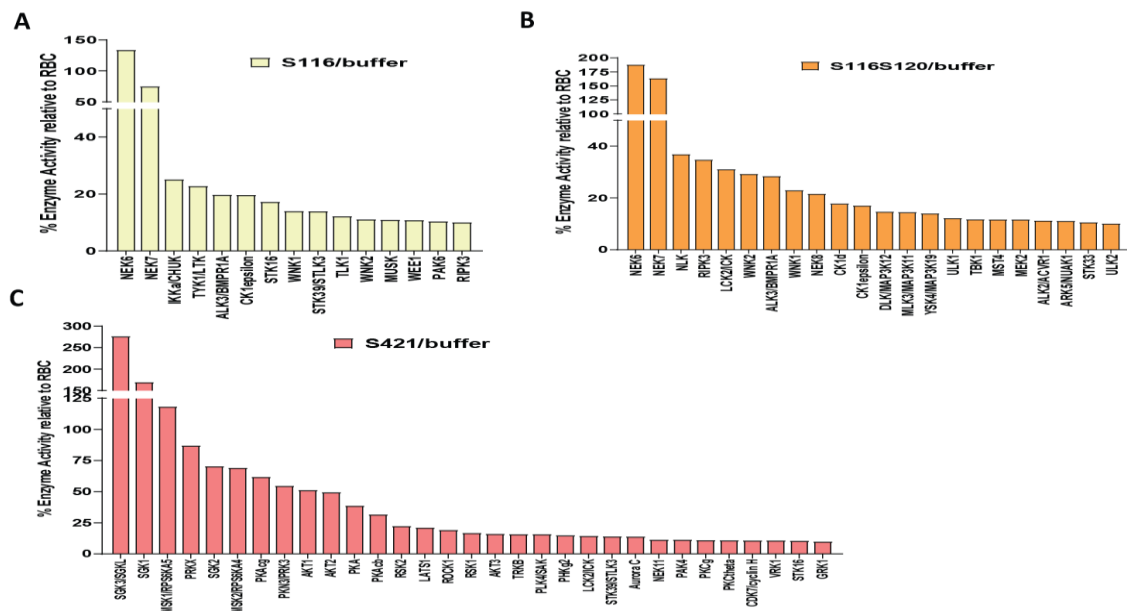 A
% Enzyme Activity relative to RBC
150
100
50
40
20
0
S116/buffer
NEK6
NEK7
IKKa/CHUK
TYK1/LTK
ALK3/BMPR1A
CK1epsilon
STK16
WNK1
STK39/STLK3
TLK1
WNK2
MUSK
WEE1
PAK6
RIPK3
B
% Enzyme Activity relative to RBC
200
175
150
125
100
40
20
0
S116S120/buffer
NEK6
NEK7
NLK
RIPK3
LCK2/ICK
WNK2
ALK3/BMPR1A
WNK1
NEK8
CK1d
CK1epsilon
DLK/MAP3K12
MLK3/MAP3K11
YSK4/MAP3K19
ULK1
TBK1
MST4
MEK2
ALK2/ACVR1
ARK5/NUAK1
STK33
ULK2
C
% Enzyme Activity relative to RBC
300
250
200
150
125
100
75
50
25
0
S421/buffer
SGK3/SGKL
SGK1
MSK1/RPS6KA5
PRKX
SGK2
MSK2/RPS6KA4
PKAcg
PKN3/PRK3
AKT1
AKT2
PKA
PKAcb
RSK2
LATS1
ROCK1
RSK1
AKT3
TRKB
PLK4/SAK
PHKg2
LCK2/ICK
STK39/STLK3
Aurora C
NEK11
PAK4
PKCg
PKCtheta
CDK7/cyclin H
VRK1
STK16
GRK1